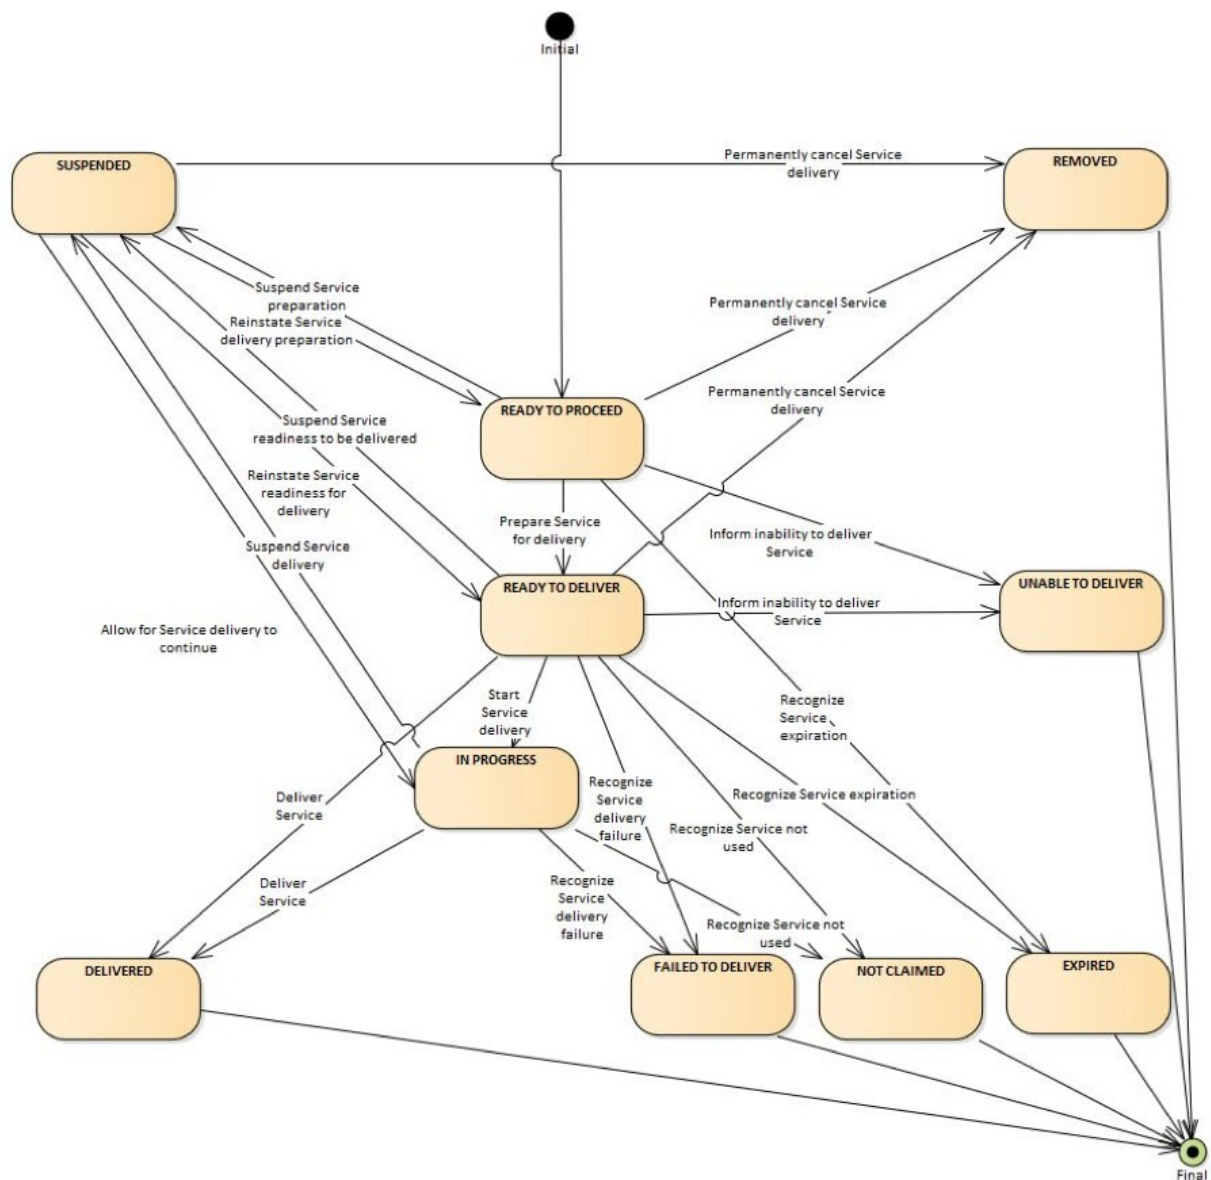 Initial
SUSPENDED
Permanently cancel Service
delivery
REMOVED
Suspend Service
preparation
Reinstate Service
delivery preparation
Permanently cancel Service
delivery
Permanently cancel Service
delivery
READY TO PROCEED
Suspend Service
readiness to be delivered
Reinstate Service
readiness for
delivery
Prepare Service
for delivery
Inform inability to deliver
Service
Suspend Service
delivery
READY TO DELIVER
Inform inability to deliver
Service
UNABLE TO DELIVER
Allow for Service delivery to
continue
Start
Service
delivery
Recognize
Service
expiration
IN PROGRESS
Deliver
Service
Recognize
Service
delivery
failure
Recognize Service expiration
Recognize Service not
used
Deliver
Service
Recognize
Service
delivery
failure
Recognize Service not
used
DELIVERED
FAILED TO DELIVER
NOT CLAIMED
EXPIRED
Final